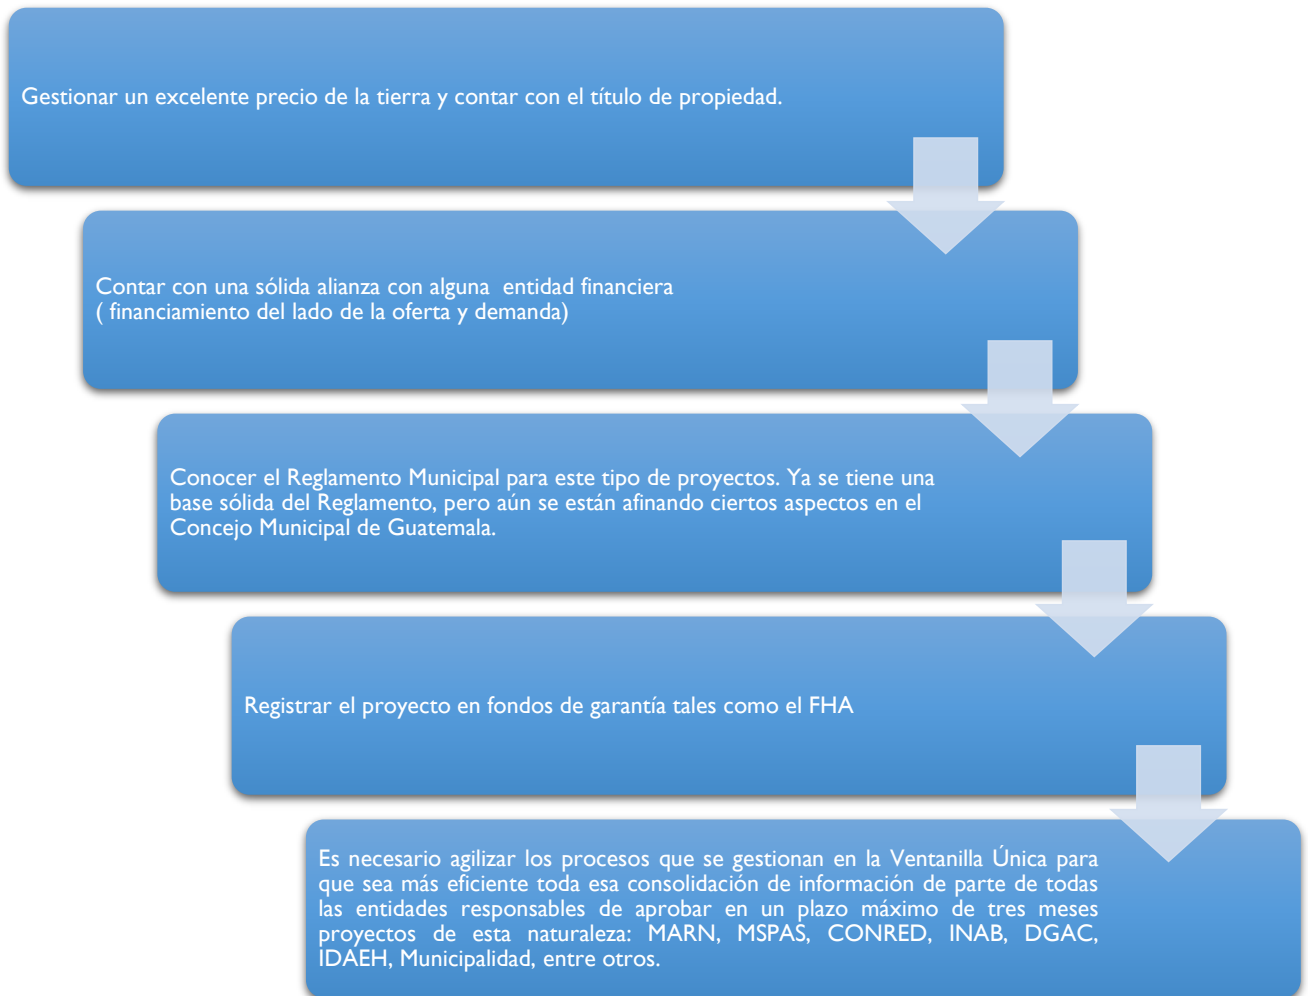 Gestionar un excelente precio de la tierra y contar con el título de propiedad.
Contar con una sólida alianza con alguna entidad financiera
( financiamiento del lado de la oferta y demanda)
Conocer el Reglamento Municipal para este tipo de proyectos. Ya se tiene una
base sólida del Reglamento, pero aún se están afinando ciertos aspectos en el
Concejo Municipal de Guatemala.
Registrar el proyecto en fondos de garantía tales como el FHA
Es necesario agilizar los procesos que se gestionan en la Ventanilla Única para
que sea más eficiente toda esa consolidación de información de parte de todas
las entidades responsables de aprobar en un plazo máximo de tres meses
proyectos de esta naturaleza: MARN, MSPAS, CONRED, INAB, DGAC,
IDAEH, Municipalidad, entre otros.